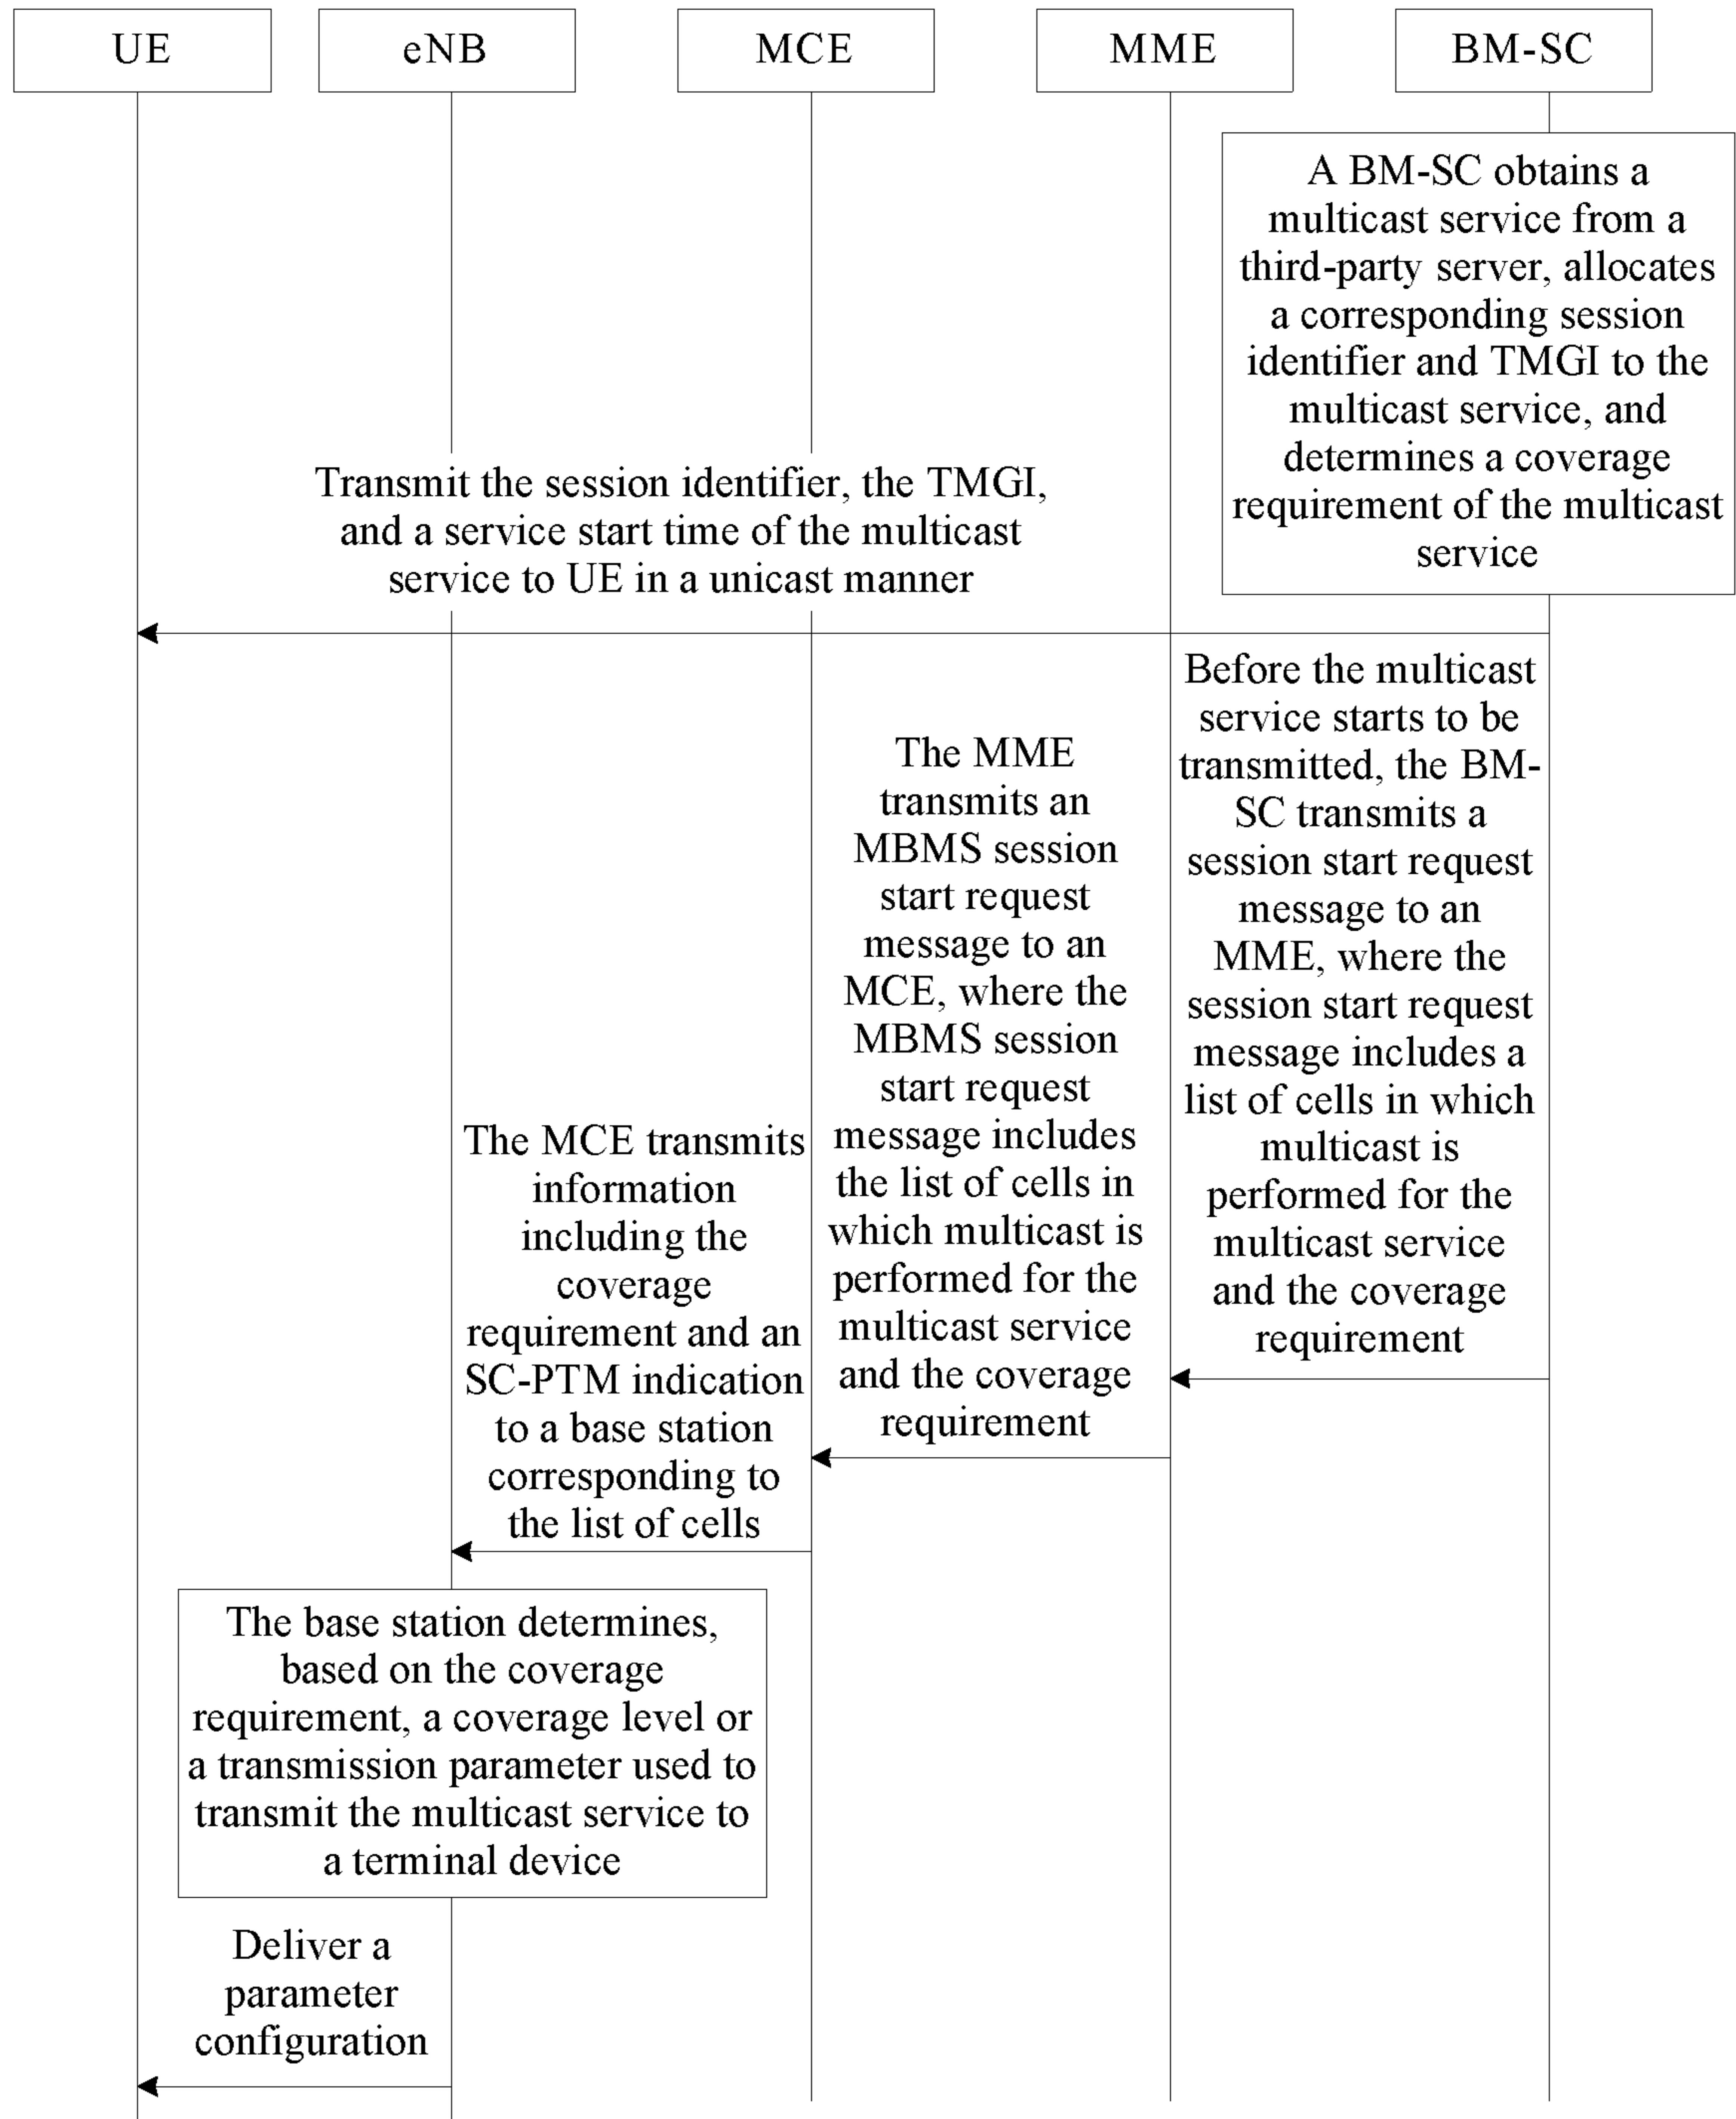 UE
eNB
MCE
MME
BM-SC
A BM-SC obtains a
multicast service from a
third-party server, allocates
a corresponding session
identifier and TMGI to the
multicast service, and
determines a coverage
requirement of the multicast
service
Transmit the session identifier, the TMGI,
and a service start time of the multicast
service to UE in a unicast manner
Before the multicast
service starts to be
transmitted, the BM-
SC transmits a
session start request
message to an
MME, where the
session start request
message includes a
list of cells in which
multicast is
performed for the
multicast service
and the coverage
requirement
The MME
transmits an
MBMS session
start request
message to an
MCE, where the
MBMS session
start request
message includes
the list of cells in
which multicast is
performed for the
multicast service
and the coverage
requirement
The MCE transmits
information
including the
coverage
requirement and an
SC-PTM indication
to a base station
corresponding to
the list of cells
The base station determines,
based on the coverage
requirement, a coverage level or
a transmission parameter used to
transmit the multicast service to
a terminal device
Deliver a
parameter
configuration